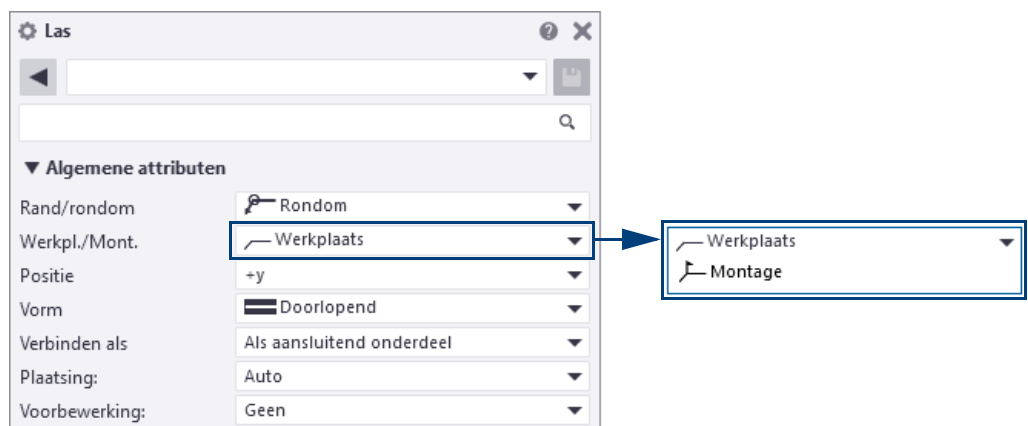 Las
Algemene attributen
Rand/rondom Rondom
Werkpl./Mont. Werkplaats
Werkplaats
Montage
Positie +y
Vorm Doorlopend
Verbinden als Als aansluitend onderdeel
Plaatsing: Auto
Voorbewerking: Geen